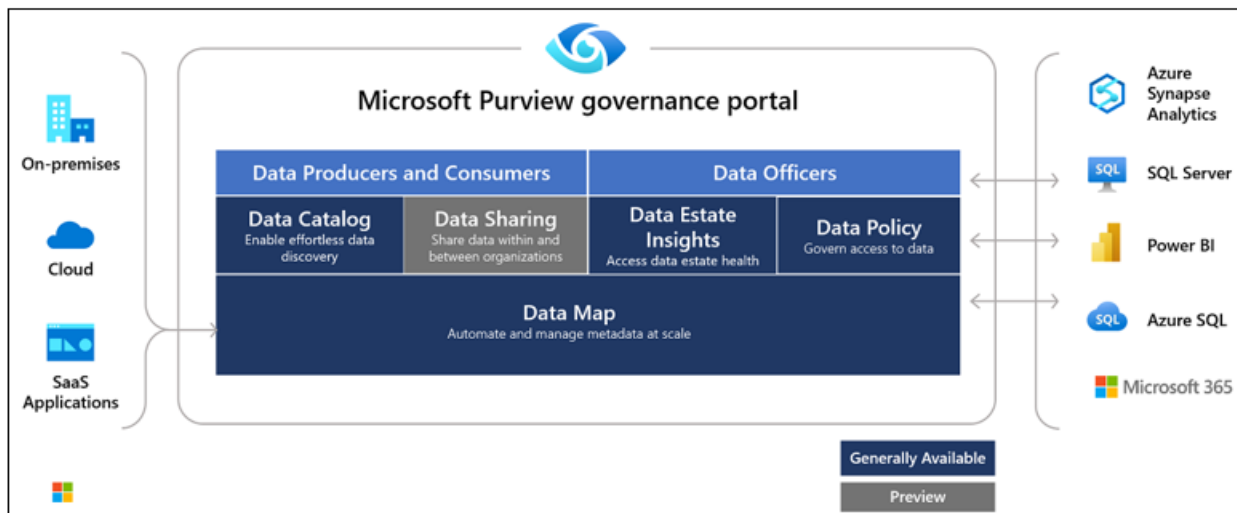 Microsoft Purview governance portal
On-premises
Cloud
SaaS
Applications
Data Producers and Consumers
Data Officers
Data Catalog
Enable effortless data
discovery
Data Sharing
Share data within and
between organizations
Data Estate
Insights
Access data estate health
Data Policy
Govern access to data
Data Map
Automate and manage metadata at scale
Azure
Synapse
Analytics
SQL
SQL Server
Power BI
SQL
Azure SQL
Microsoft 365
Generally Available
Preview